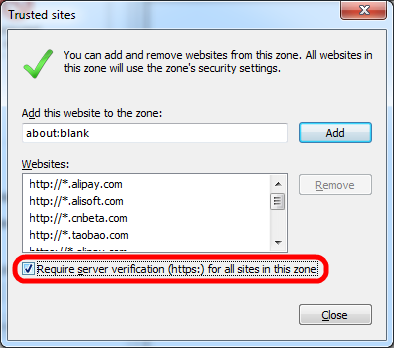 Trusted sites
You can add and remove websites from this zone. All websites in
this zone will use the zone's security settings.
Add this website to the zone:
about:blank
Add
Websites:
http://*.alipay.com
http://*.alisoft.com
http://*.cnbeta.com
http://*.taobao.com
Remove
Require server verification (https:) for all sites in this zone
Close